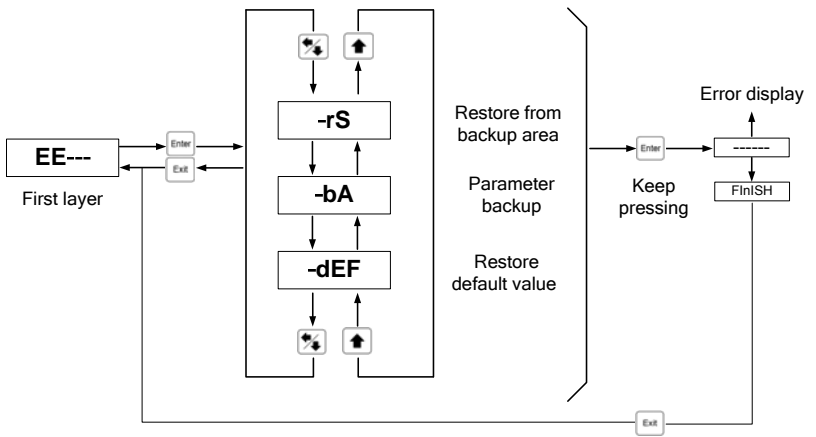 EE---
First layer
Enter
Exit
-rS
-bA
-dEF
Restore from
backup area
Parameter
backup
Restore
default value
Enter
Keep
pressing
Error display
------
FInISH
Exit